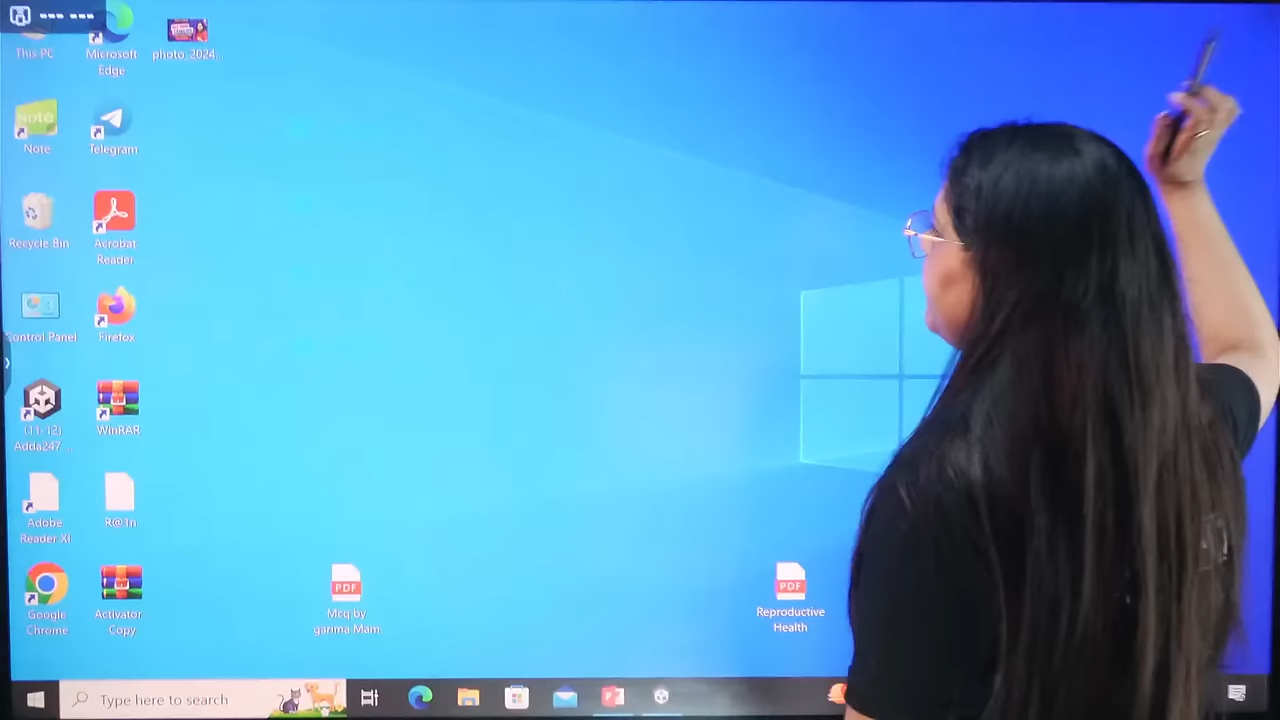 This PC
Microsoft
Edge
photo_2024...
Note
Note
Telegram
Recycle Bin
Acrobat
Reader
Control Panel
Firefox
(11-12)
Adda247 ...
WinRAR
Adobe
Reader XI
R@1n
Google
Chrome
Activator
Copy
PDF
Mcq by
garima Mam
PDF
Reproductive
Health
Type here to search